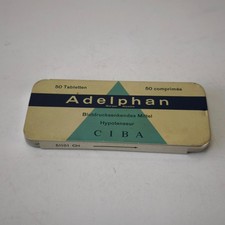 50 Tabletten 50 comprimés
Adelphan
Blutdrucksenkendes Mittel
Hypotenseur
CIBA